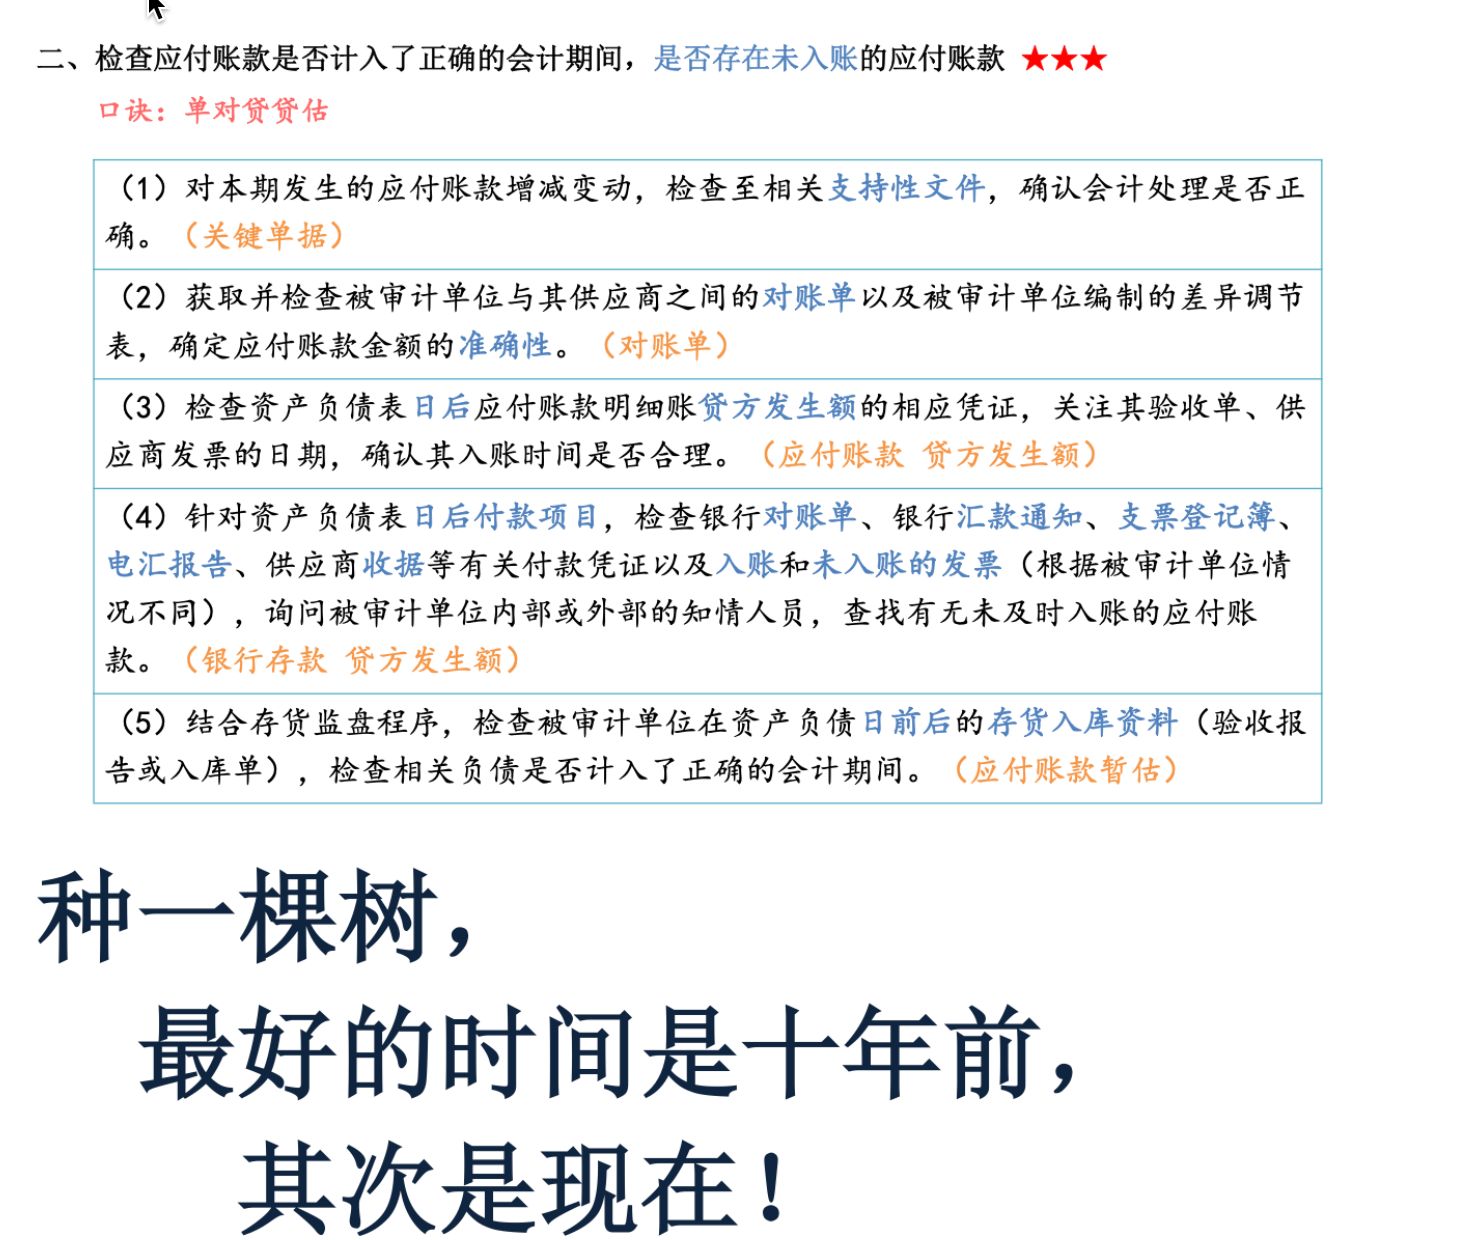 二、检查应付账款是否计入了正确的会计期间，是否存在未入账的应付账款 ★★★
口诀：单对贷贷估
（1）对本期发生的应付账款增减变动，检查至相关支持性文件，确认会计处理是否正
确。（关键单据）
（2）获取并检查被审计单位与其供应商之间的对账单以及被审计单位编制的差异调节
表，确定应付账款金额的准确性。（对账单）
（3）检查资产负债表日后应付账款明细账贷方发生额的相应凭证，关注其验收单、供
应商发票的日期，确认其入账时间是否合理。（应付账款 贷方发生额）
（4）针对资产负债表日后付款项目，检查银行对账单、银行汇款通知、支票登记簿、
电汇报告、供应商收据等有关付款凭证以及入账和未入账的发票（根据被审计单位情
况不同），询问被审计单位内部或外部的知情人员，查找有无未及时入账的应付账
款。（银行存款 贷方发生额）
（5）结合存货监盘程序，检查被审计单位在资产负债日前后的存货入库资料（验收报
告或入库单），检查相关负债是否计入了正确的会计期间。（应付账款暂估）
种一棵树，
最好的时间是十年前，
其次是现在！